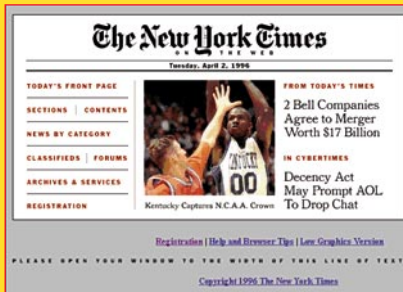 The New York Times
ON THE WEB
Tuesday, April 2, 1996
TODAY'S FRONT PAGE
SECTIONS | CONTENTS
NEWS BY CATEGORY
CLASSIFIEDS | FORUMS
ARCHIVES & SERVICES
REGISTRATION
KENTUCKY
00
Kentucky Captures N.C.A.A. Crown
FROM TODAY'S TIMES
2 Bell Companies
Agree to Merger
Worth $17 Billion
IN CYBERTIMES
Decency Act
May Prompt AOL
To Drop Chat
Registration | Help and Browser Tips | Low Graphics Version
PLEASE OPEN YOUR WINDOW TO THE WIDTH OF THIS LINE OF TEXT
Copyright 1996 The New York Times